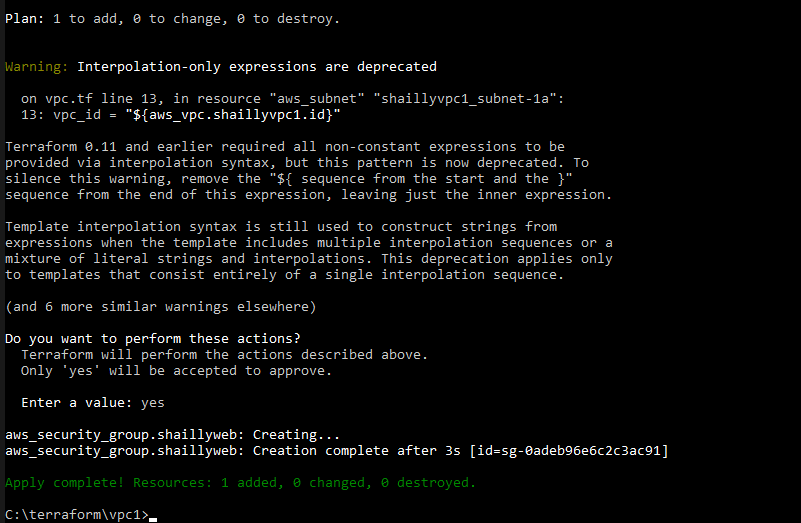 Plan: 1 to add, 0 to change, 0 to destroy.
Warning: Interpolation-only expressions are deprecated
on vpc.tf line 13, in resource "aws_subnet" "shaillyvpc1_subnet-1a":
13: vpc_id = "${aws_vpc.shaillyvpc1.id}"
Terraform 0.11 and earlier required all non-constant expressions to be
provided via interpolation syntax, but this pattern is now deprecated. To
silence this warning, remove the "${ sequence from the start and the }"
sequence from the end of this expression, leaving just the inner expression.
Template interpolation syntax is still used to construct strings from
expressions when the template includes multiple interpolation sequences or a
mixture of literal strings and interpolations. This deprecation applies only
to templates that consist entirely of a single interpolation sequence.
(and 6 more similar warnings elsewhere)
Do you want to perform these actions?
Terraform will perform the actions described above.
Only 'yes' will be accepted to approve.
Enter a value: yes
aws_security_group.shaillyweb: Creating...
aws_security_group.shaillyweb: Creation complete after 3s [id=sg-0adeb96e6c2c3ac91]
Apply complete! Resources: 1 added, 0 changed, 0 destroyed.
C:\terraform\vpc1>